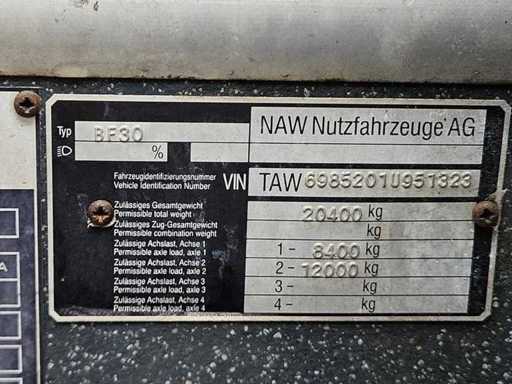 NAW Nutzfahrzeuge AG
Typ BF30
%
Fahrzeugidentifizierungsnummer
Vehicle Identification Number VIN TAW6985201U951323
Zulässiges Gesamtgewicht
Permissible total weight 20400 kg
Zulässiges Zug-Gesamtgewicht
Permissible combination weight kg
Zulässige Achslast, Achse 1
Permissible axle load, axle 1 1- 8400 kg
Zulässige Achslast, Achse 2
Permissible axle load, axle 2 2- 12000 kg
Zulässige Achslast, Achse 3
Permissible axle load, axle 3 3- kg
Zulässige Achslast, Achse 4
Permissible axle load, axle 4 4- kg
A